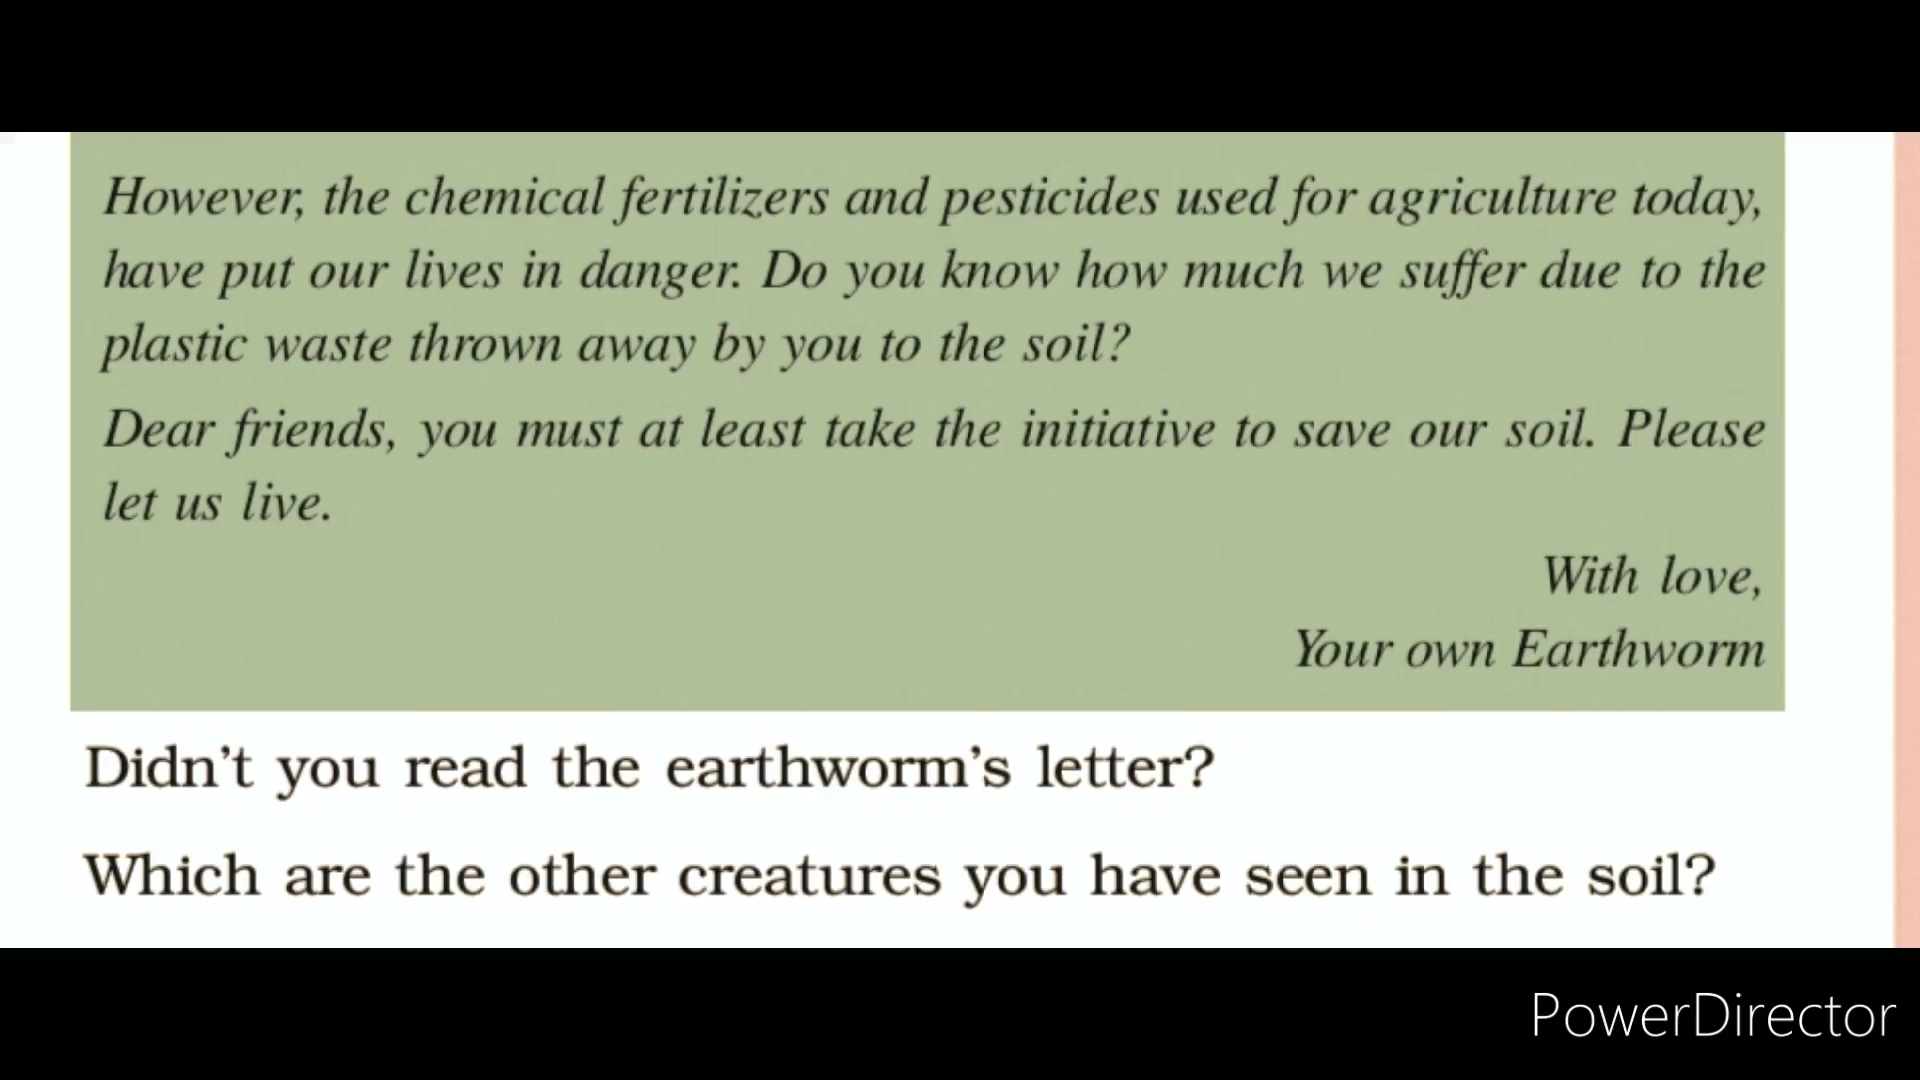 However, the chemical fertilizers and pesticides used for agriculture today,
have put our lives in danger. Do you know how much we suffer due to the
plastic waste thrown away by you to the soil?
Dear friends, you must at least take the initiative to save our soil. Please
let us live.
With love,
Your own Earthworm
Didn't you read the earthworm's letter?
Which are the other creatures you have seen in the soil?
PowerDirector